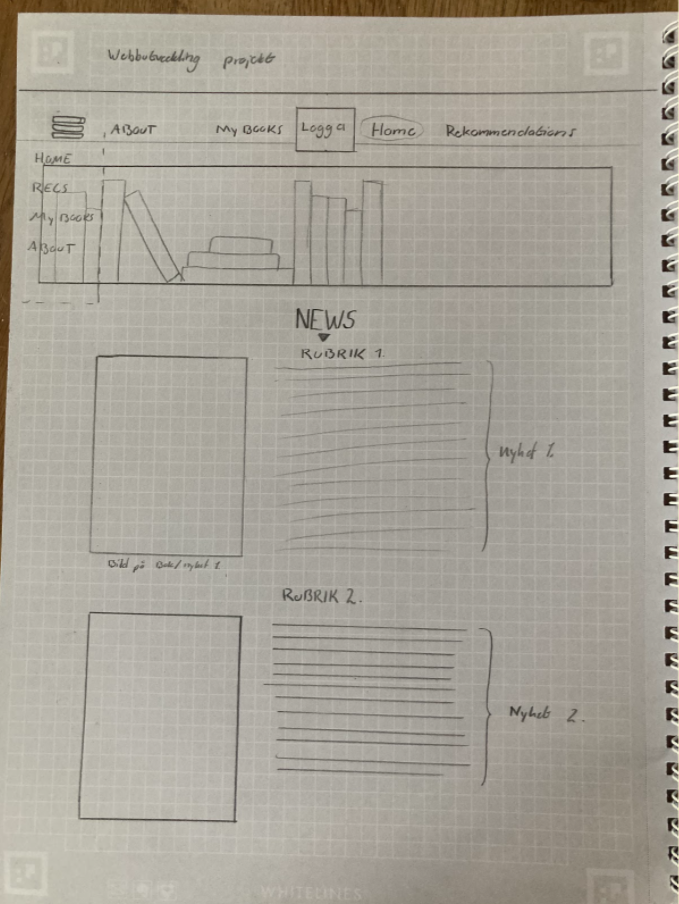 Webbutveckling projekt
ABOUT My BOOKS Logga Home Rekommendations
HOME
RECS
My Books
ABOUT
NEWS
RUBRIK 1.
Nyhet 1.
Bild på Bok/nyhet 1
RUBRIK 2.
Nyhet 2.
WHITELINES